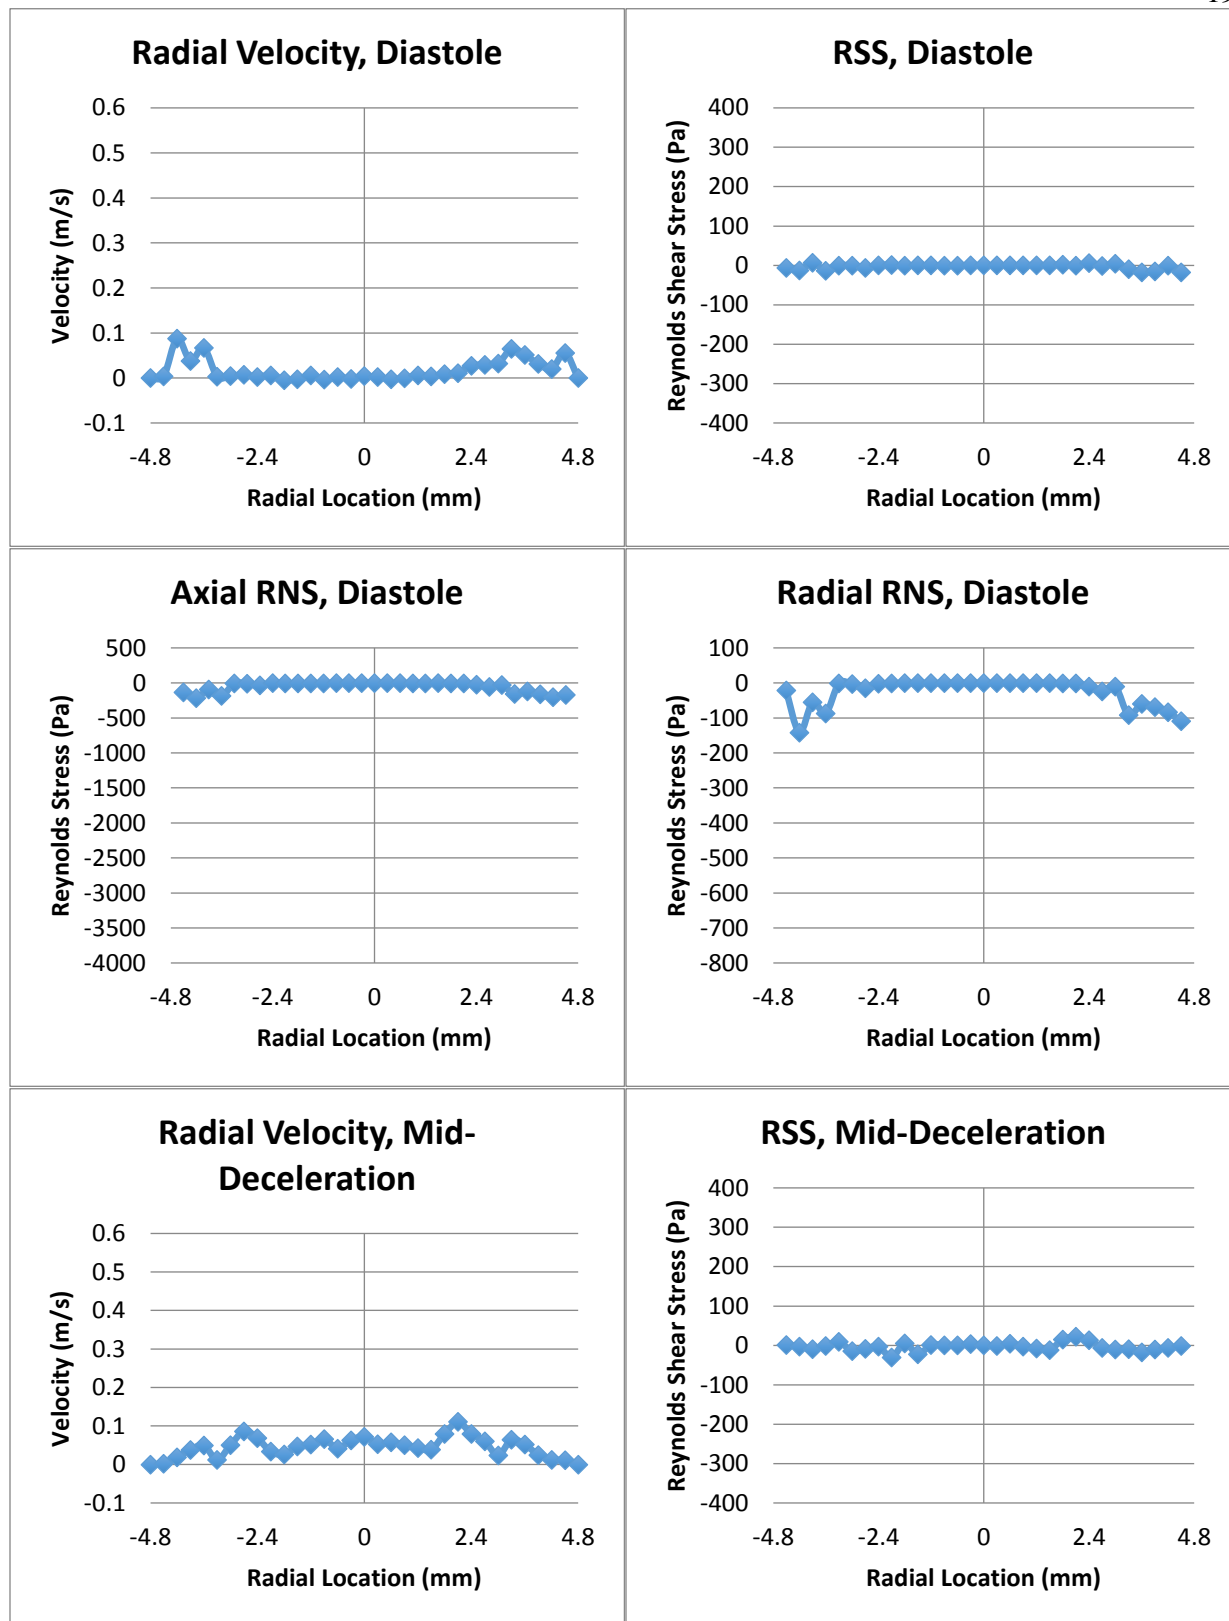 Radial Velocity, Diastole
0.6
0.5
0.4
0.3
0.2
0.1
0
-0.1
Velocity (m/s)
-4.8 -2.4 0 2.4 4.8
Radial Location (mm)
RSS, Diastole
400
300
200
100
0
-100
-200
-300
-400
Reynolds Shear Stress (Pa)
-4.8 -2.4 0 2.4 4.8
Radial Location (mm)
Axial RNS, Diastole
500
0
-500
-1000
-1500
-2000
-2500
-3000
-3500
-4000
Reynolds Stress (Pa)
-4.8 -2.4 0 2.4 4.8
Radial Location (mm)
Radial RNS, Diastole
100
0
-100
-200
-300
-400
-500
-600
-700
-800
Reynolds Stress (Pa)
-4.8 -2.4 0 2.4 4.8
Radial Location (mm)
Radial Velocity, Mid-
Deceleration
0.6
0.5
0.4
0.3
0.2
0.1
0
-0.1
Velocity (m/s)
-4.8 -2.4 0 2.4 4.8
Radial Location (mm)
RSS, Mid-Deceleration
400
300
200
100
0
-100
-200
-300
-400
Reynolds Shear Stress (Pa)
-4.8 -2.4 0 2.4 4.8
Radial Location (mm)